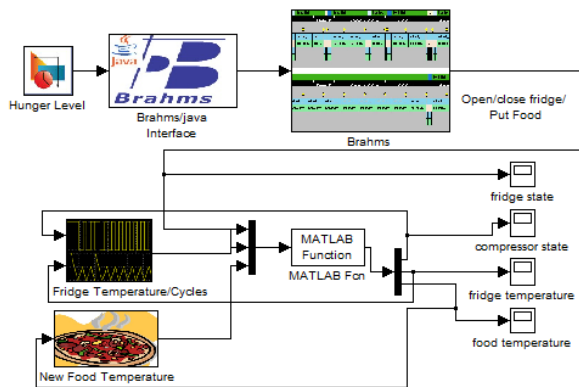 Java
Brahms
Hunger Level
Brahms/java
Interface
Brahms
Open/close fridge/
Put Food
fridge state
compressor state
MATLAB
Function
MATLAB Fcn
fridge temperature
Fridge Temperature/Cycles
food temperature
New Food Temperature